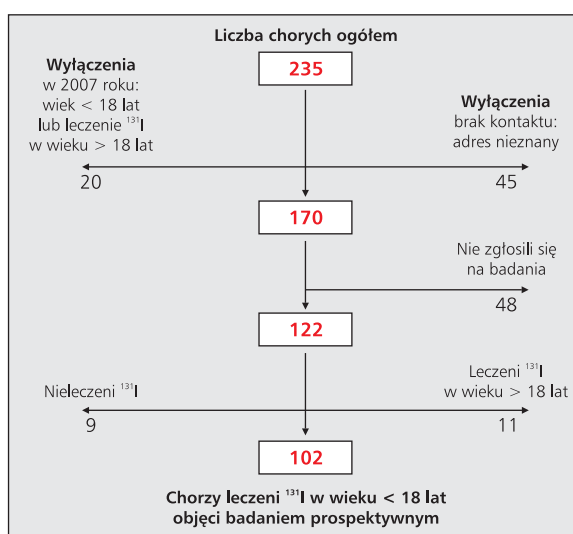 Liczba chorych ogółem
235
Wyłączenia
w 2007 roku:
wiek < 18 lat
lub leczenie ¹³¹I
w wieku > 18 lat
20
Wyłączenia
brak kontaktu:
adres nieznany
45
170
Nie zgłosili się
na badania
48
122
Nieleczeni ¹³¹I
9
Leczeni ¹³¹I
w wieku > 18 lat
11
102
Chorzy leczeni ¹³¹I w wieku < 18 lat
objęci badaniem prospektywnym